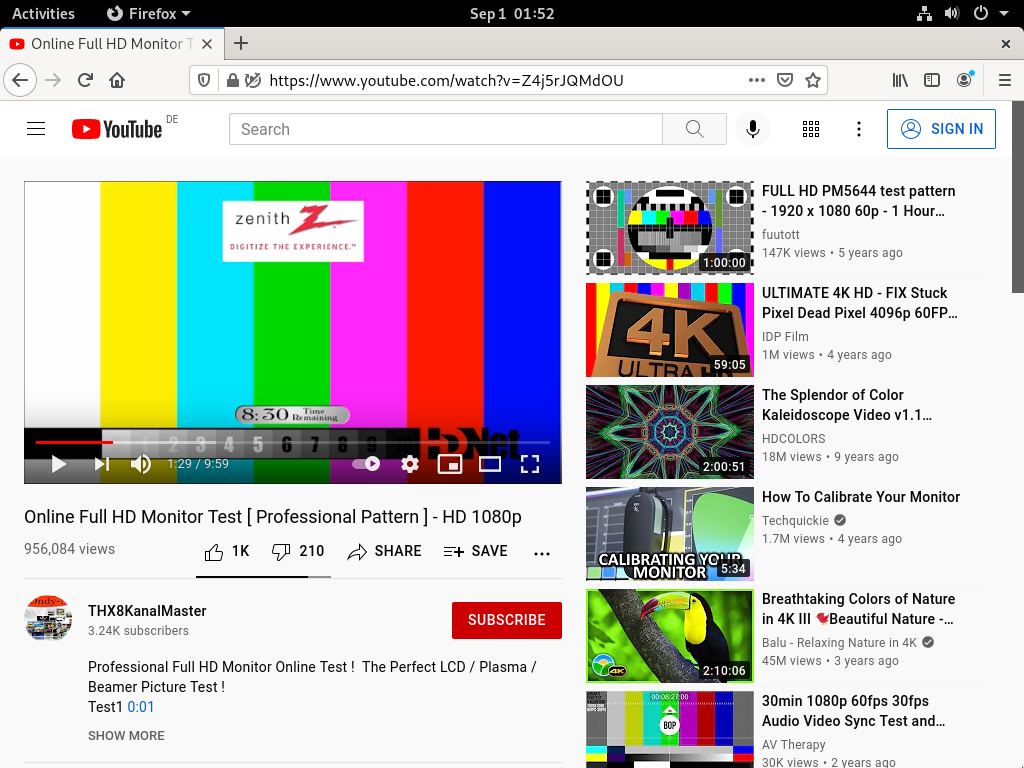 Activities
Firefox
Sep 1 01:52
Online Full HD Monitor T
https://www.youtube.com/watch?v=Z4j5rJQMdOU
YouTube DE
Search
SIGN IN
zenith
DIGITIZE THE EXPERIENCE.™
8:30 Time Remaining
2 3 4 5 6 7 8 9
HDNet
1:29 / 9:59
Online Full HD Monitor Test [ Professional Pattern ] - HD 1080p
956,084 views
1K
210
SHARE
SAVE
THX8KanalMaster
3.24K subscribers
SUBSCRIBE
Professional Full HD Monitor Online Test !  The Perfect LCD / Plasma /
Beamer Picture Test !
Test1 0:01
SHOW MORE
1:00:00
FULL HD PM5644 test pattern
- 1920 x 1080 60p - 1 Hour…
fuutott
147K views • 5 years ago
4K
ULTRA HD
59:05
ULTIMATE 4K HD - FIX Stuck
Pixel Dead Pixel 4096p 60FP…
IDP Film
1M views • 4 years ago
2:00:51
The Splendor of Color
Kaleidoscope Video v1.1…
HDCOLORS
18M views • 9 years ago
CALIBRATING YOUR
MONITOR
5:34
How To Calibrate Your Monitor
Techquickie
1.7M views • 4 years ago
4K
2:10:06
Breathtaking Colors of Nature
in 4K III 🐦Beautiful Nature -…
Balu - Relaxing Nature in 4K
45M views • 3 years ago
00:08:27:00
BOP
30min 1080p 60fps 30fps
Audio Video Sync Test and…
AV Therapy
30K views • 2 years ago